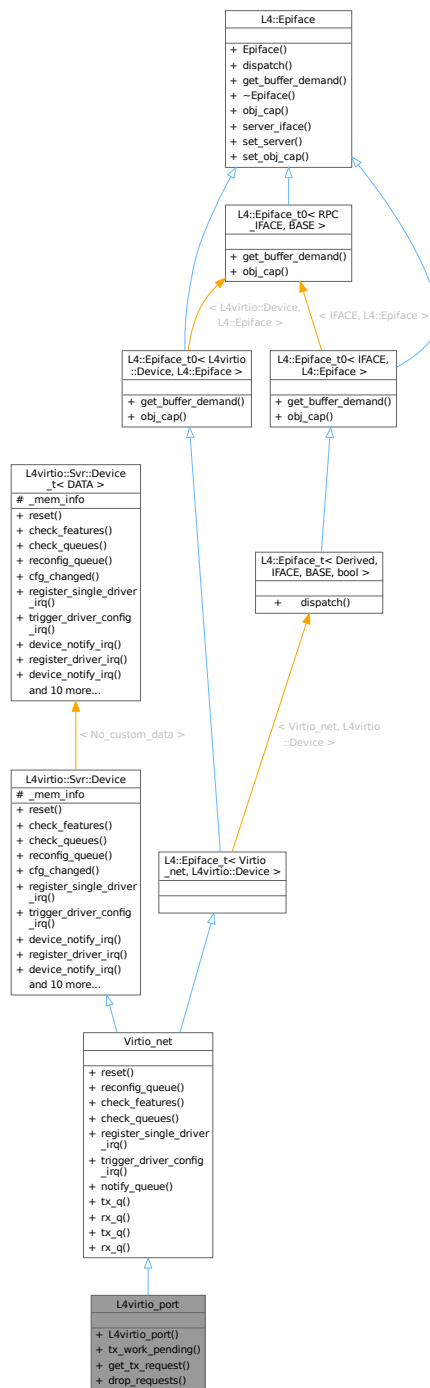 L4::Epiface
+ Epiface()
+ dispatch()
+ get_buffer_demand()
+ ~Epiface()
+ obj_cap()
+ server_iface()
+ set_server()
+ set_obj_cap()
L4::Epiface_t0< RPC
_IFACE, BASE >
+ get_buffer_demand()
+ obj_cap()
< L4virtio::Device,
L4::Epiface >
< IFACE, L4::Epiface >
L4::Epiface_t0< L4virtio
::Device, L4::Epiface >
+ get_buffer_demand()
+ obj_cap()
L4::Epiface_t0< IFACE,
L4::Epiface >
+ get_buffer_demand()
+ obj_cap()
L4virtio::Svr::Device
_t< DATA >
# _mem_info
+ reset()
+ check_features()
+ check_queues()
+ reconfig_queue()
+ cfg_changed()
+ register_single_driver
_irq()
+ trigger_driver_config
_irq()
+ device_notify_irq()
+ register_driver_irq()
+ device_notify_irq()
and 10 more...
L4::Epiface_t< Derived,
IFACE, BASE, bool >
+ dispatch()
< No_custom_data >
< Virtio_net, L4virtio
::Device >
L4virtio::Svr::Device
# _mem_info
+ reset()
+ check_features()
+ check_queues()
+ reconfig_queue()
+ cfg_changed()
+ register_single_driver
_irq()
+ trigger_driver_config
_irq()
+ device_notify_irq()
+ register_driver_irq()
+ device_notify_irq()
and 10 more...
L4::Epiface_t< Virtio
_net, L4virtio::Device >
Virtio_net
+ reset()
+ reconfig_queue()
+ check_features()
+ check_queues()
+ register_single_driver
_irq()
+ trigger_driver_config
_irq()
+ notify_queue()
+ tx_q()
+ rx_q()
+ tx_q()
+ rx_q()
L4virtio_port
+ L4virtio_port()
+ tx_work_pending()
+ get_tx_request()
+ drop_requests()